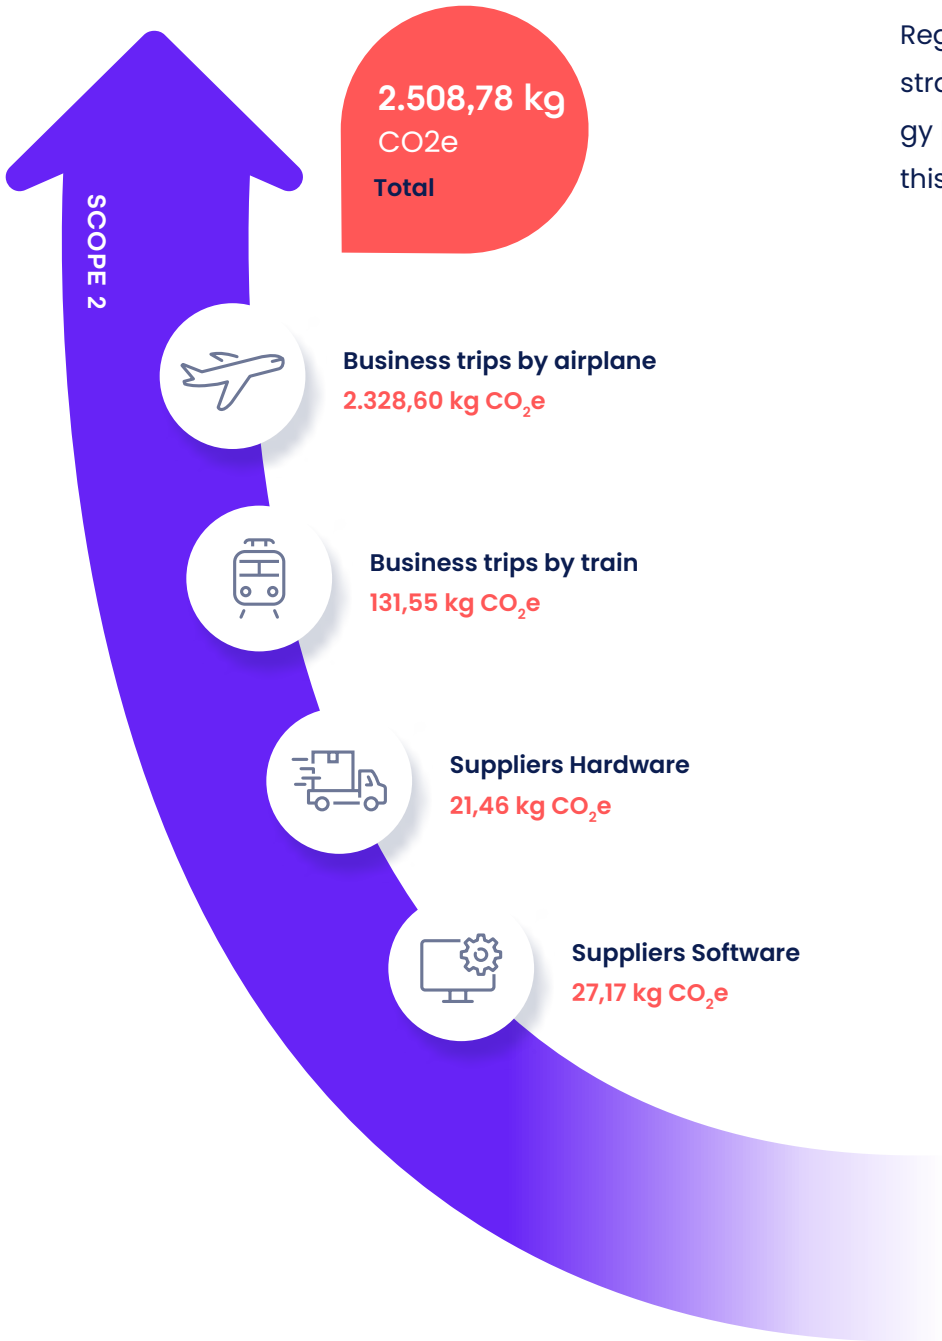 2.508,78 kg
CO2e
Total
SCOPE 2
Business trips by airplane
2.328,60 kg CO₂e
Business trips by train
131,55 kg CO₂e
Suppliers Hardware
21,46 kg CO₂e
Suppliers Software
27,17 kg CO₂e
gy